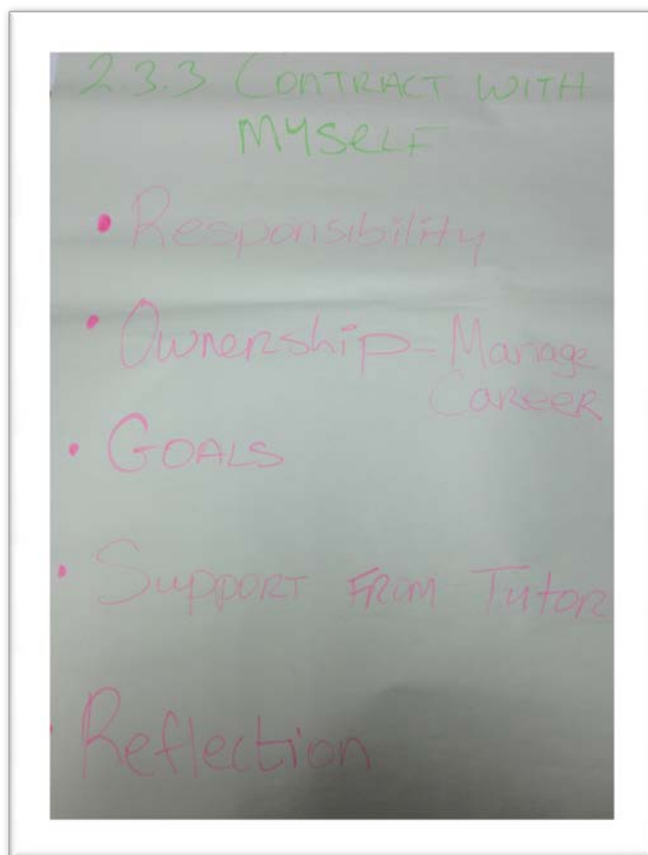 2.3.3 CONTRACT WITH
MYSELF
• Responsibility
• Ownership - Manage
Career
• GOALS
• Support From Tutor
• Reflection